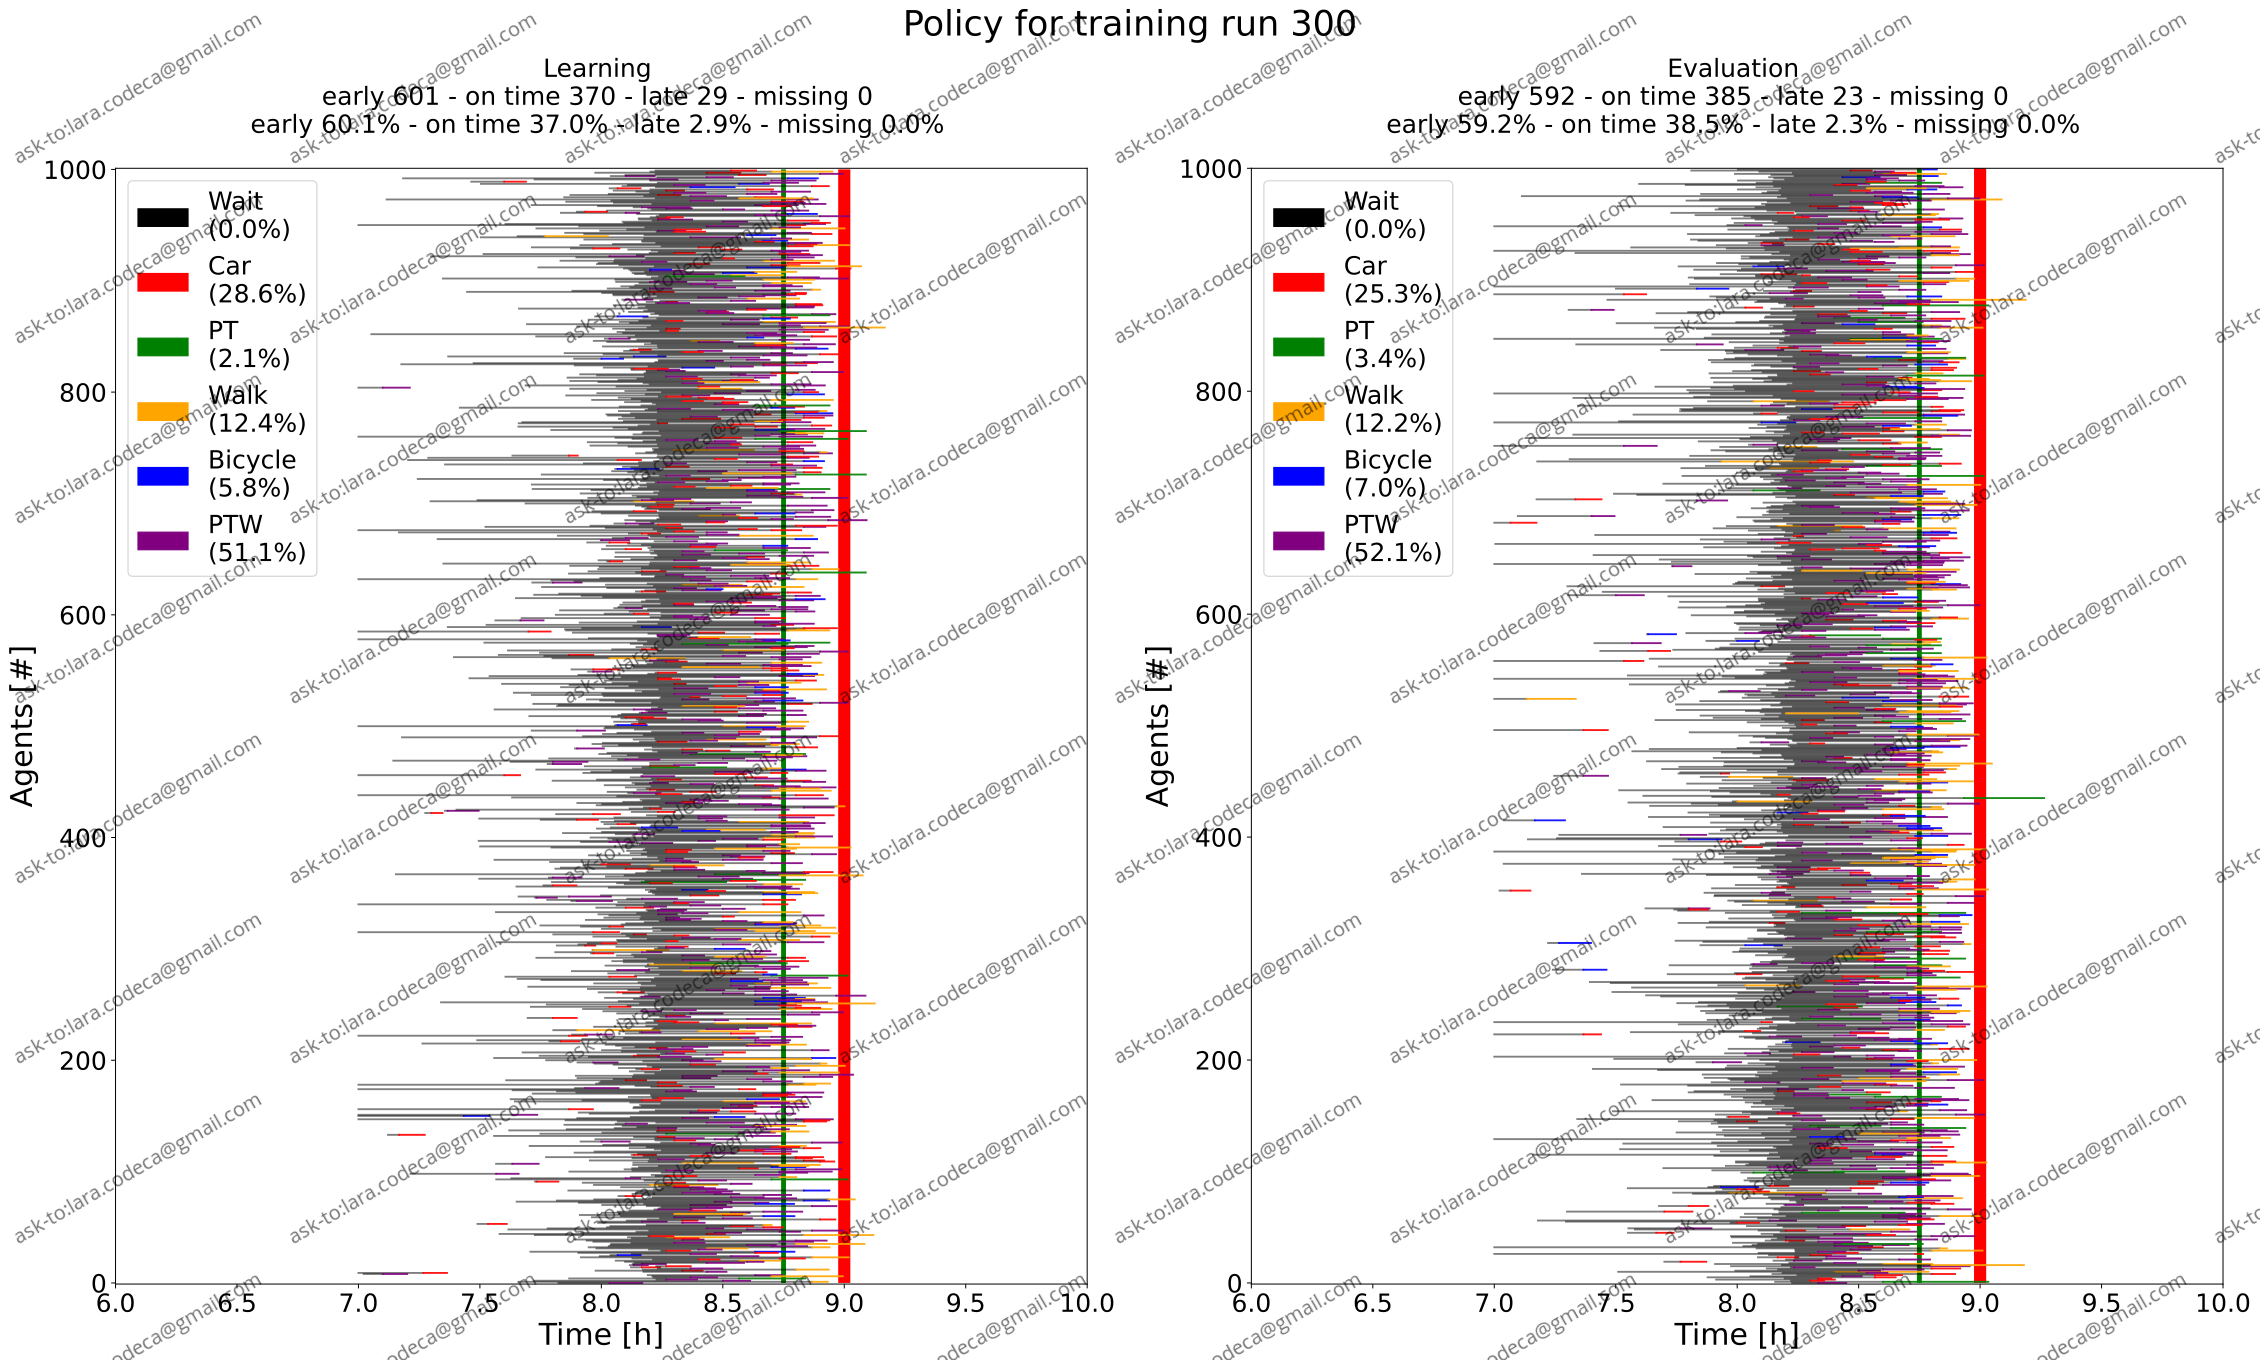 Policy for training run 300
Learning
early 601 - on time 370 - late 29 - missing 0
early 60.1% - on time 37.0% - late 2.9% - missing 0.0%
1000
800
600
400
200
0
Agents [#]
Wait
(0.0%)
Car
(28.6%)
PT
(2.1%)
Walk
(12.4%)
Bicycle
(5.8%)
PTW
(51.1%)
6.0 6.5 7.0 7.5 8.0 8.5 9.0 9.5 10.0
Time [h]
Evaluation
early 592 - on time 385 - late 23 - missing 0
early 59.2% - on time 38.5% - late 2.3% - missing 0.0%
1000
800
600
400
200
0
Agents [#]
Wait
(0.0%)
Car
(25.3%)
PT
(3.4%)
Walk
(12.2%)
Bicycle
(7.0%)
PTW
(52.1%)
6.0 6.5 7.0 7.5 8.0 8.5 9.0 9.5 10.0
Time [h]
ask-to:lara.codeca@gmail.com